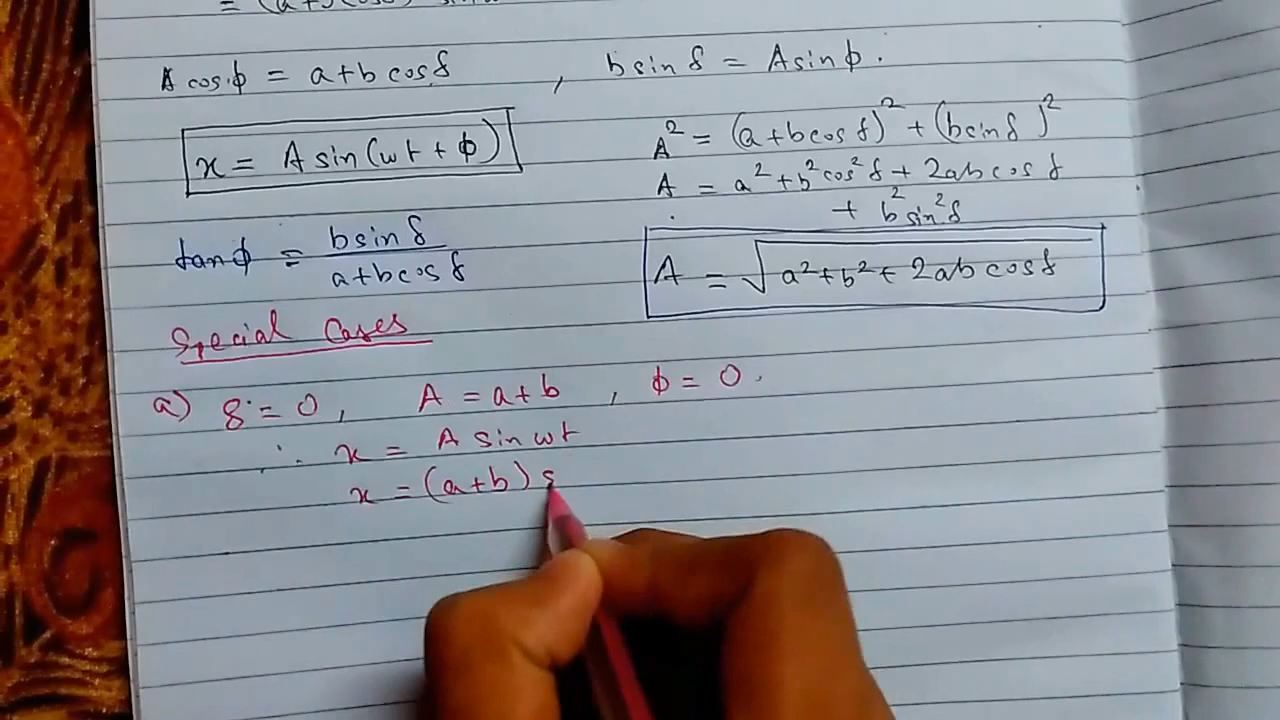 A cos ϕ = a+b cos δ , b sin δ = A sin ϕ.
x = A sin(ωt + ϕ)
A² = (a+b cos δ)² + (b sin δ)²
A = a² + b² cos² δ + 2ab cos δ
+ b² sin² δ
tan ϕ = b sin δ / a+b cos δ
A = √a²+b²+2ab cos δ
Special Cases
a) δ = 0, A = a+b , ϕ = 0.
∴ x = A sin ωt
x = (a+b) s